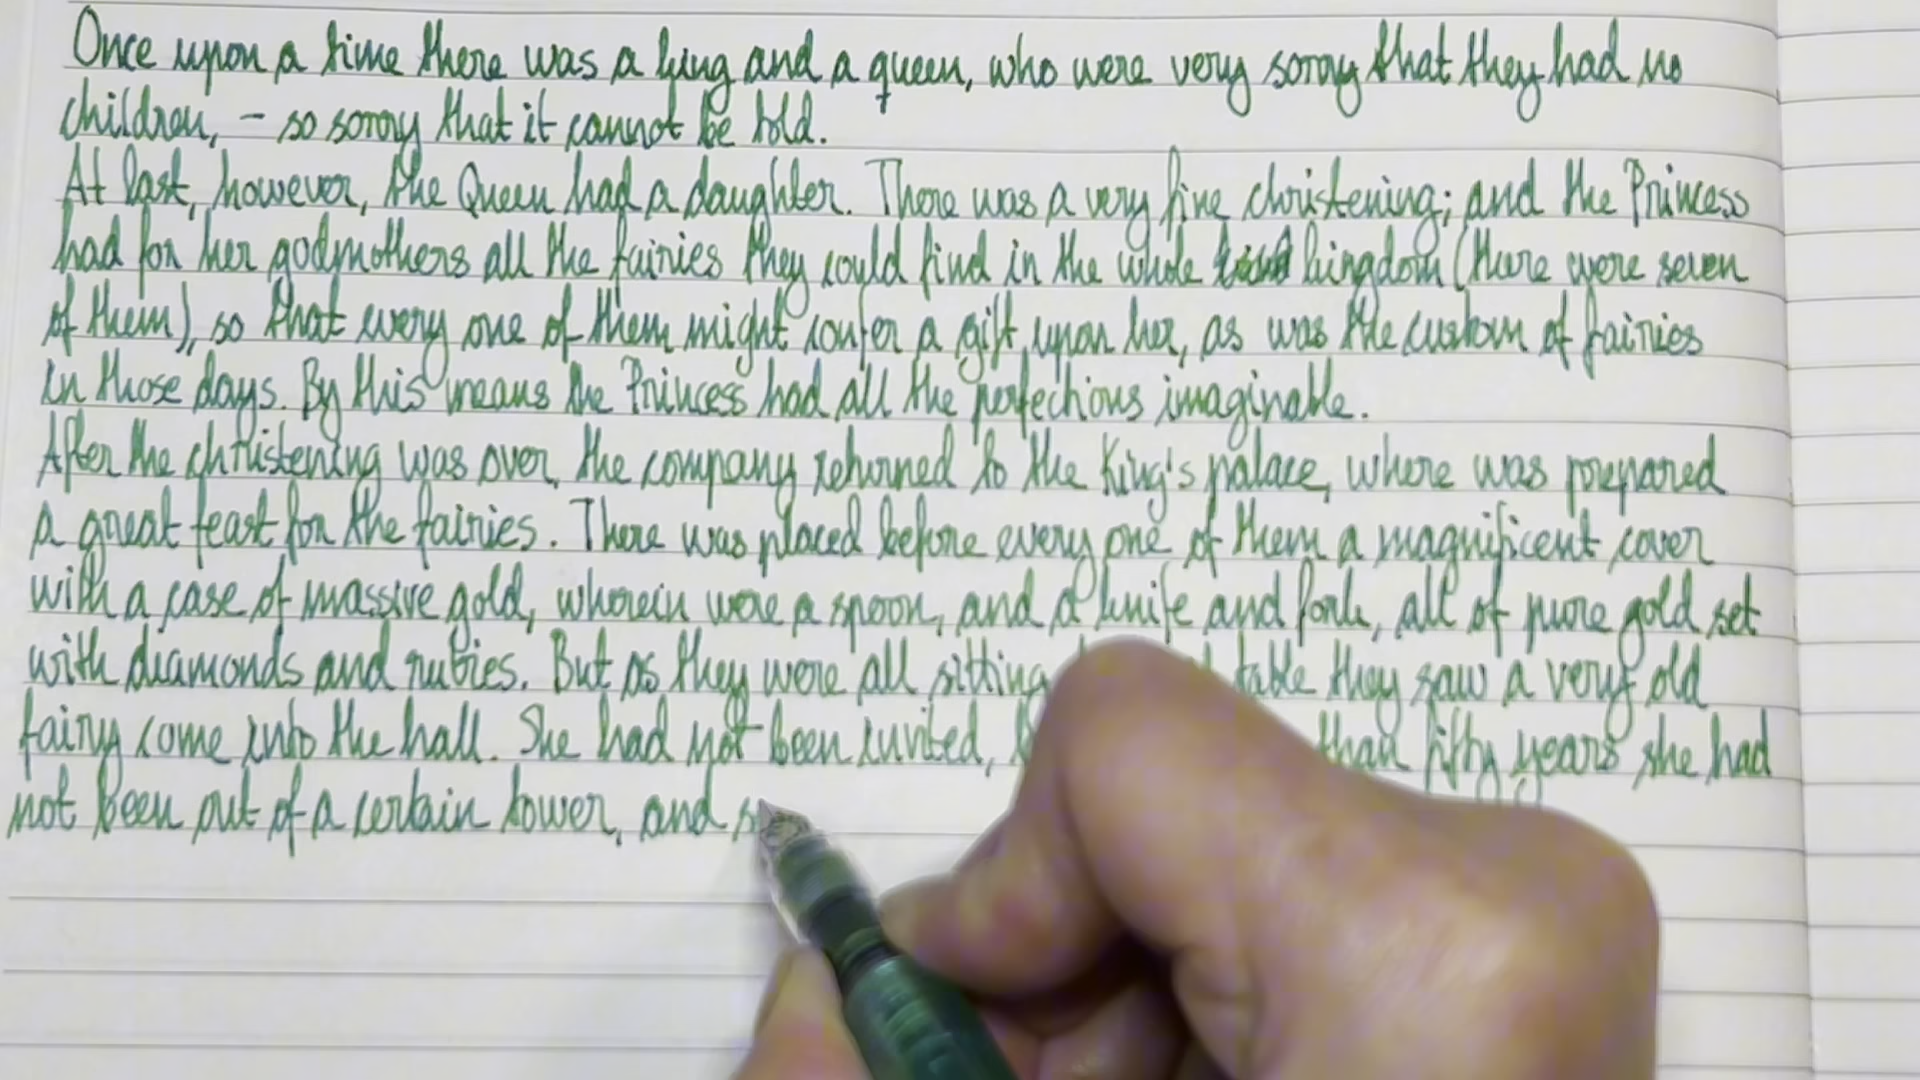 Once upon a time there was a king and a queen, who were very sorry that they had no
children, - so sorry that it cannot be told.
At last, however, the Queen had a daughter. There was a very fine christening; and the Princess
had for her godmothers all the fairies they could find in the whole kingdom (there were seven
of them), so that every one of them might confer a gift upon her, as was the custom of fairies
in those days. By this means the Princess had all the perfections imaginable.
After the christening was over, the company returned to the King's palace, where was prepared
a great feast for the fairies. There was placed before every one of them a magnificent cover
with a case of massive gold, wherein were a spoon, and a knife and fork, all of pure gold set
with diamonds and rubies. But as they were all sitting table they saw a very old
fairy come into the hall. She had not been invited, than fifty years she had
not been out of a certain tower, and